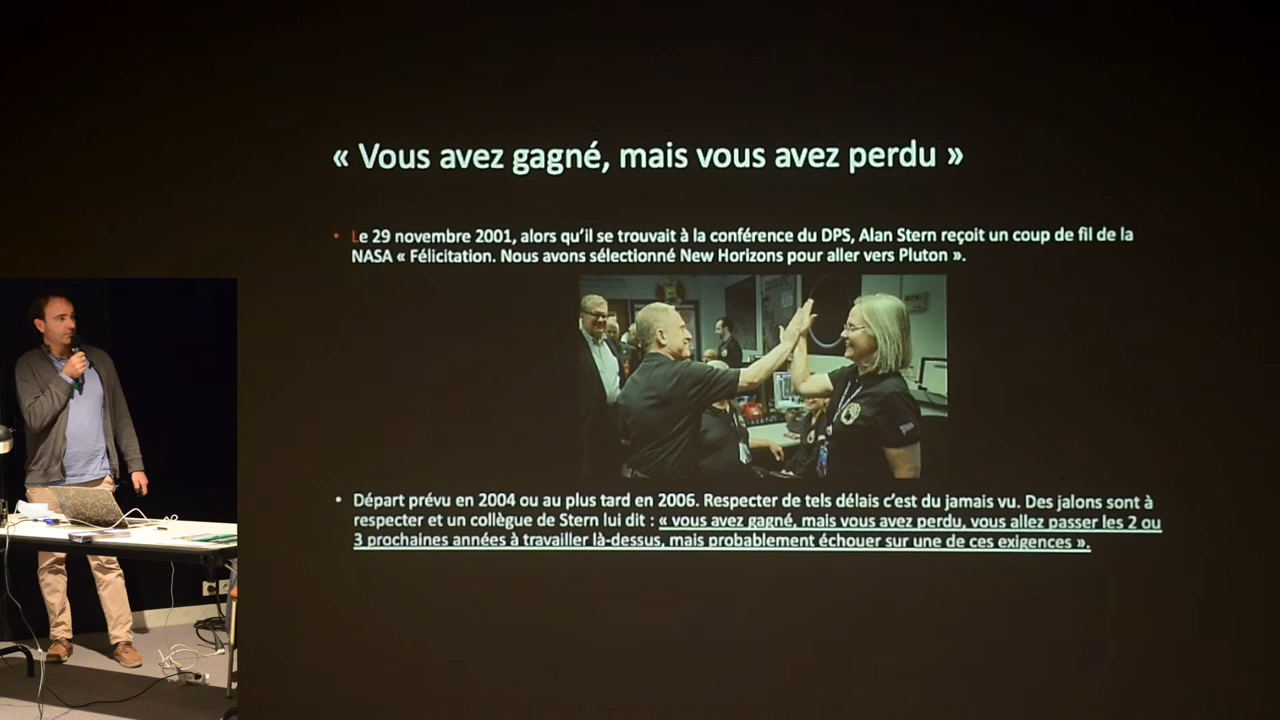 « Vous avez gagné, mais vous avez perdu »
• Le 29 novembre 2001, alors qu'il se trouvait à la conférence du DPS, Alan Stern reçoit un coup de fil de la
NASA « Félicitation. Nous avons sélectionné New Horizons pour aller vers Pluton ».
• Départ prévu en 2004 ou au plus tard en 2006. Respecter de tels délais c'est du jamais vu. Des jalons sont à
respecter et un collègue de Stern lui dit : « vous avez gagné, mais vous avez perdu, vous allez passer les 2 ou
3 prochaines années à travailler là-dessus, mais probablement échouer sur une de ces exigences ».